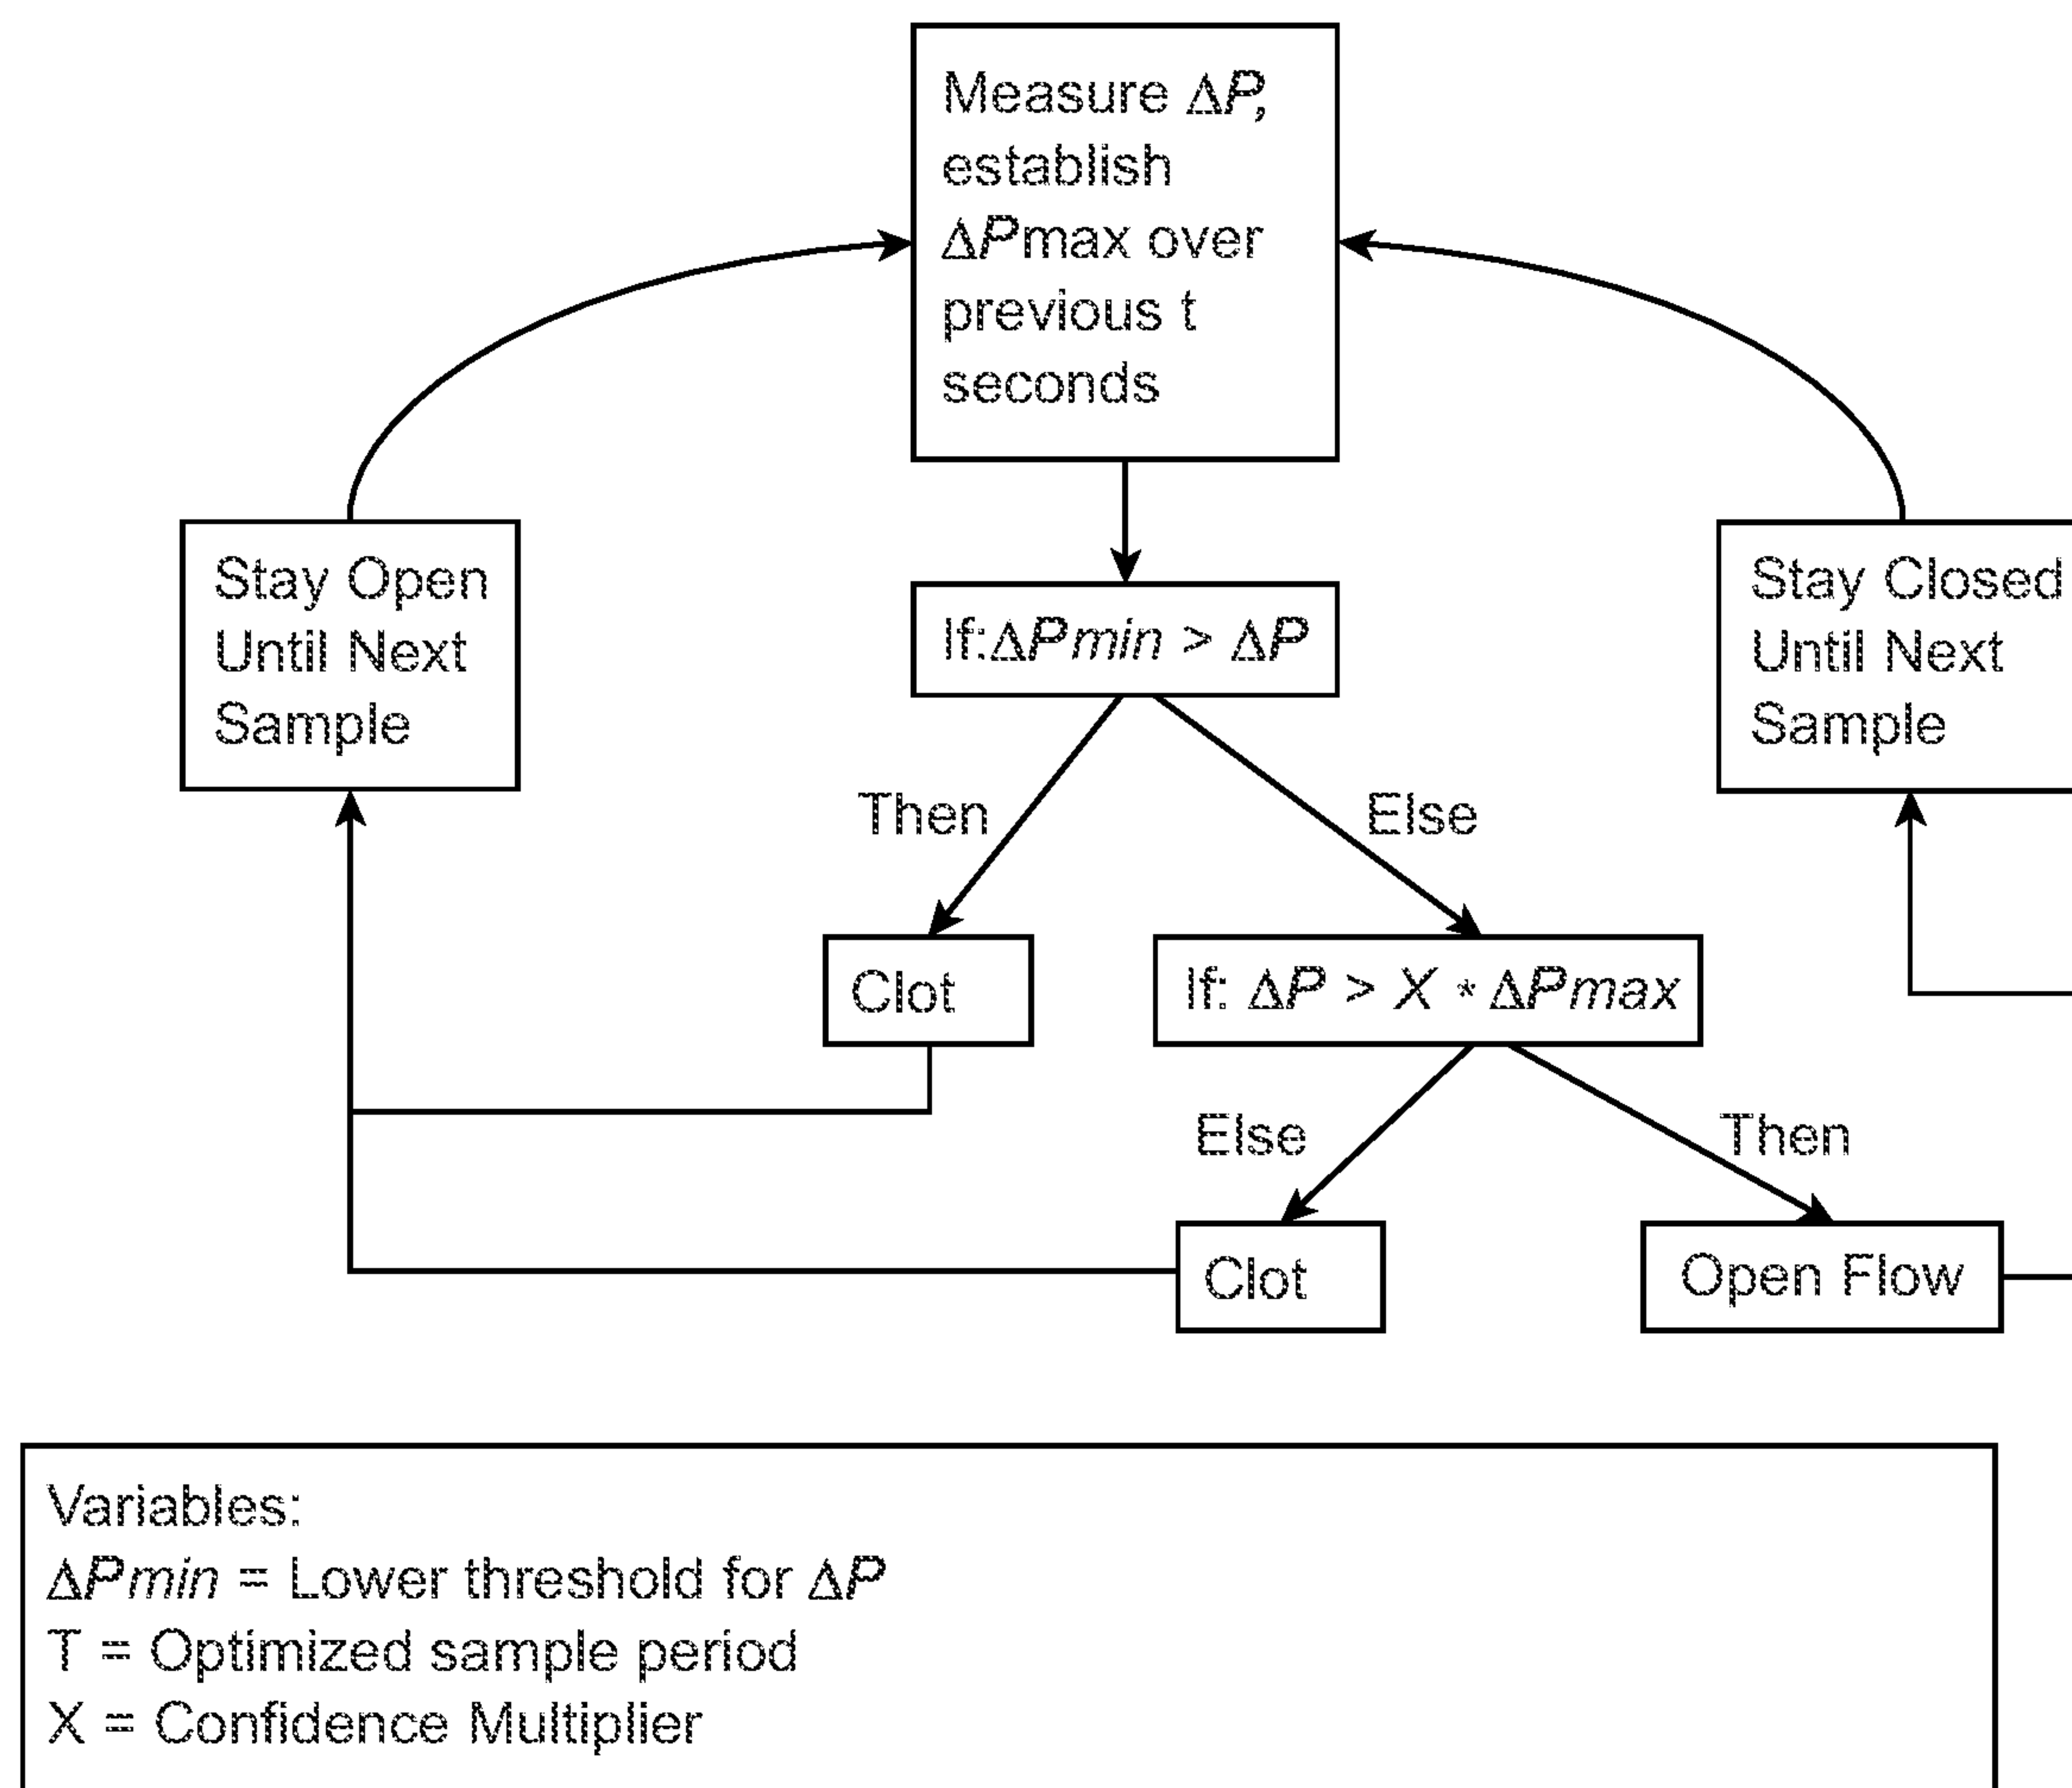 Measure ΔP,
establish
ΔPmax over
previous t
seconds
Stay Open
Until Next
Sample
If:ΔPmin > ΔP
Stay Closed
Until Next
Sample
Then
Else
Clot
If: ΔP > X * ΔPmax
Else
Then
Clot
Open Flow
Variables:
ΔPmin = Lower threshold for ΔP
T = Optimized sample period
X = Confidence Multiplier